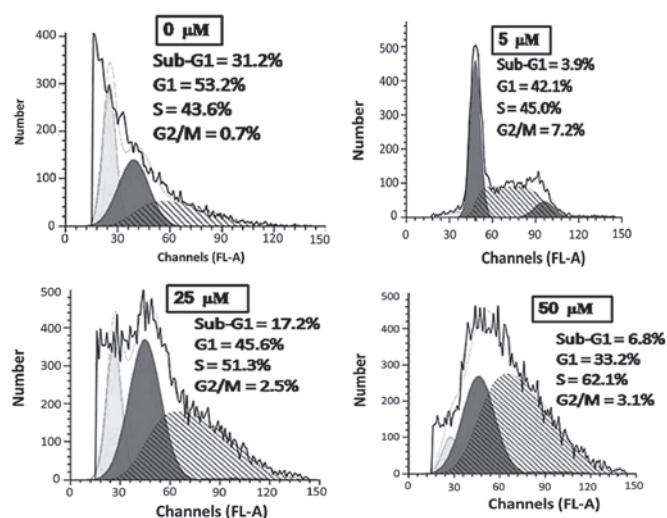 0 μM
Sub-G1 = 31.2%
G1 = 53.2%
S = 43.6%
G2/M = 0.7%
Number
400
300
200
100
0
0 30 60 90 120 150
Channels (FL-A)
5 μM
Sub-G1 = 3.9%
G1 = 42.1%
S = 45.0%
G2/M = 7.2%
Number
500
400
300
200
100
0
0 30 60 90 120 150
Channels (FL-A)
25 μM
Sub-G1 = 17.2%
G1 = 45.6%
S = 51.3%
G2/M = 2.5%
Number
500
400
300
200
100
0
0 30 60 90 120 150
Channels (FL-A)
50 μM
Sub-G1 = 6.8%
G1 = 33.2%
S = 62.1%
G2/M = 3.1%
Number
500
400
300
200
100
0
0 30 60 90 120 150
Channels (FL-A)